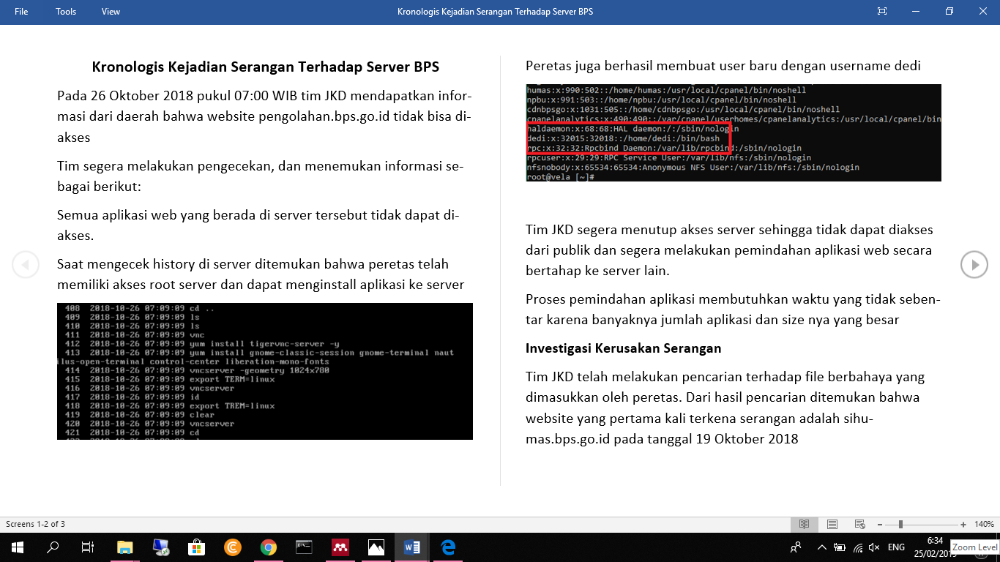 File Tools View Kronologis Kejadian Serangan Terhadap Server BPS
Kronologis Kejadian Serangan Terhadap Server BPS
Pada 26 Oktober 2018 pukul 07:00 WIB tim JKD mendapatkan infor-
masi dari daerah bahwa website pengolahan.bps.go.id tidak bisa di-
akses
Tim segera melakukan pengecekan, dan menemukan informasi se-
bagai berikut:
Semua aplikasi web yang berada di server tersebut tidak dapat di-
akses.
Saat mengecek history di server ditemukan bahwa peretas telah
memiliki akses root server dan dapat menginstall aplikasi ke server
408 2018-10-26 07:09:09 cd ..
409 2018-10-26 07:09:09 ls
410 2018-10-26 07:09:09 ls
411 2018-10-26 07:09:09 vnc
412 2018-10-26 07:09:09 yum install tigervnc-server -y
413 2018-10-26 07:09:09 yum install gnome-classic-session gnome-terminal naut
ilus-open-terminal control-center liberation-mono-fonts
414 2018-10-26 07:09:09 vncserver -geometry 1024x780
415 2018-10-26 07:09:09 export TERM=linux
416 2018-10-26 07:09:09 vncserver
417 2018-10-26 07:09:09 id
418 2018-10-26 07:09:09 export TREM=linux
419 2018-10-26 07:09:09 clear
420 2018-10-26 07:09:09 vncserver
421 2018-10-26 07:09:09 cd
Peretas juga berhasil membuat user baru dengan username dedi
humas:x:990:502::/home/humas:/usr/local/cpanel/bin/noshell
npbu:x:991:503::/home/npbu:/usr/local/cpanel/bin/noshell
cdnbpsgo:x:1031:505::/home/cdnbpsgo:/usr/local/cpanel/bin/noshell
cpanelanalytics:x:490:490::/var/cpanel/userhomes/cpanelanalytics:/usr/local/cpanel/bin
haldaemon:x:68:68:HAL daemon:/:/sbin/nologin
dedi:x:32015:32018::/home/dedi:/bin/bash
rpc:x:32:32:Rpcbind Daemon:/var/lib/rpcbind:/sbin/nologin
rpcuser:x:29:29:RPC Service User:/var/lib/nfs:/sbin/nologin
nfsnobody:x:65534:65534:Anonymous NFS User:/var/lib/nfs:/sbin/nologin
root@vela [~]#
Tim JKD segera menutup akses server sehingga tidak dapat diakses
dari publik dan segera melakukan pemindahan aplikasi web secara
bertahap ke server lain.
Proses pemindahan aplikasi membutuhkan waktu yang tidak seben-
tar karena banyaknya jumlah aplikasi dan size nya yang besar
Investigasi Kerusakan Serangan
Tim JKD telah melakukan pencarian terhadap file berbahaya yang
dimasukkan oleh peretas. Dari hasil pencarian ditemukan bahwa
website yang pertama kali terkena serangan adalah sihu-
mas.bps.go.id pada tanggal 19 Oktober 2018
Screens 1-2 of 3 140%
ENG 6:34
25/02/201
Zoom Level